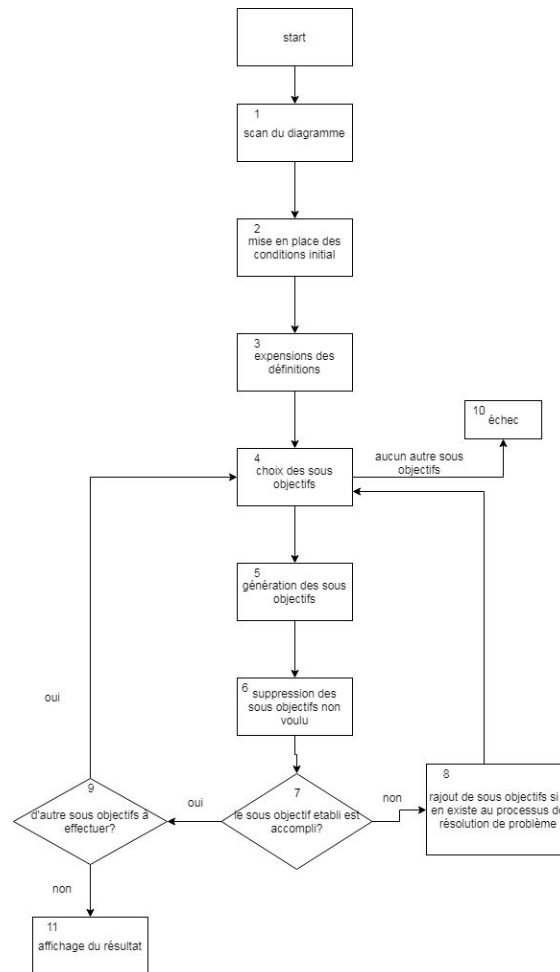 start
1
scan du diagramme
2
mise en place des
conditions initial
3
expensions des
définitions
10
échec
aucun autre sous
objectifs
4
choix des sous
objectifs
5
génération des sous
objectifs
6
suppression des
sous objectifs non
voulu
oui
9
d'autre sous objectifs à
effectuer?
oui
7
le sous objectif etabli est
accompli?
non
8
rajout de sous objectifs si
en existe au processus de
résolution de problème
non
11
affichage du résultat